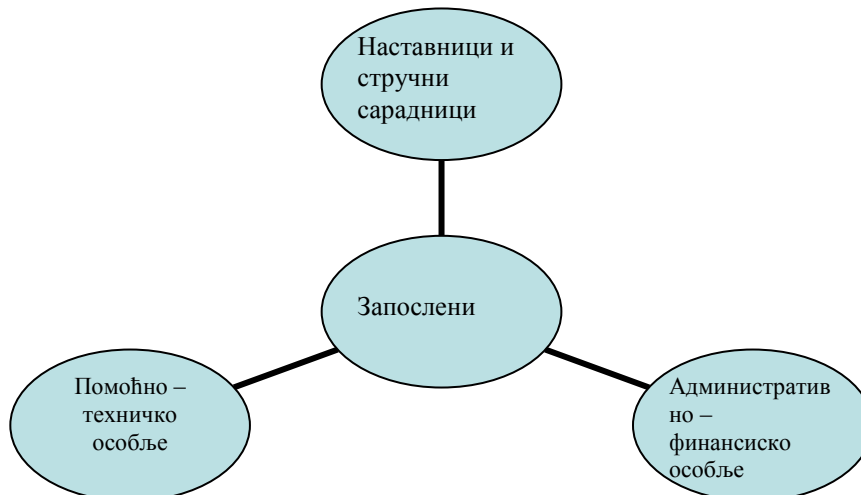 Наставници и
стручни
сарадници
Запослени
Помоћно –
техничко
особље
Административ
но –
финансиско
особље